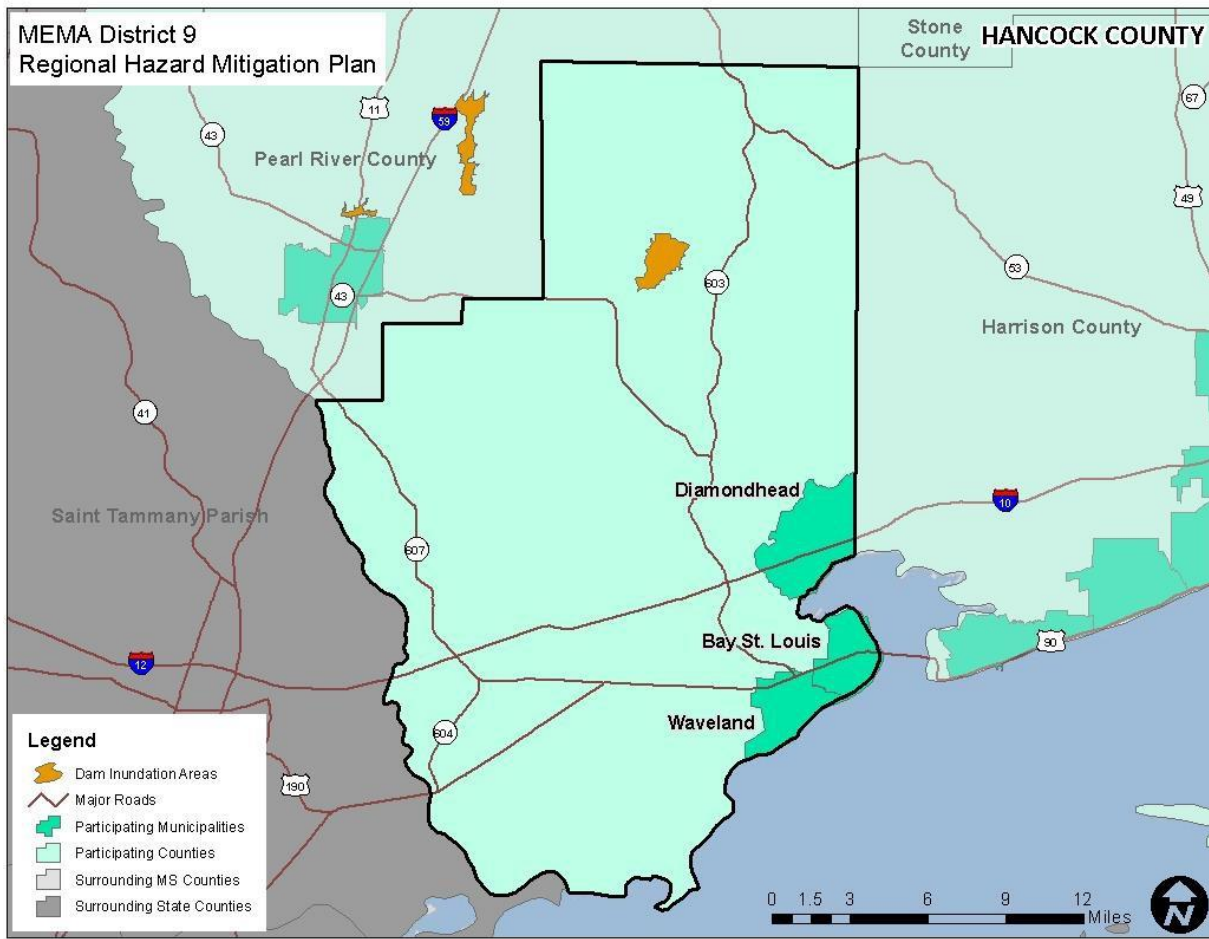 MEMA District 9
Regional Hazard Mitigation Plan
Stone
County
HANCOCK COUNTY
67
11
59
43
Pearl River County
49
53
603
43
Harrison County
41
Diamondhead
10
Saint Tammany Parish
607
Bay St. Louis
90
12
Waveland
604
190
Legend
Dam Inundation Areas
Major Roads
Participating Municipalities
Participating Counties
Surrounding MS Counties
Surrounding State Counties
0 1.5 3 6 9 12
Miles
N